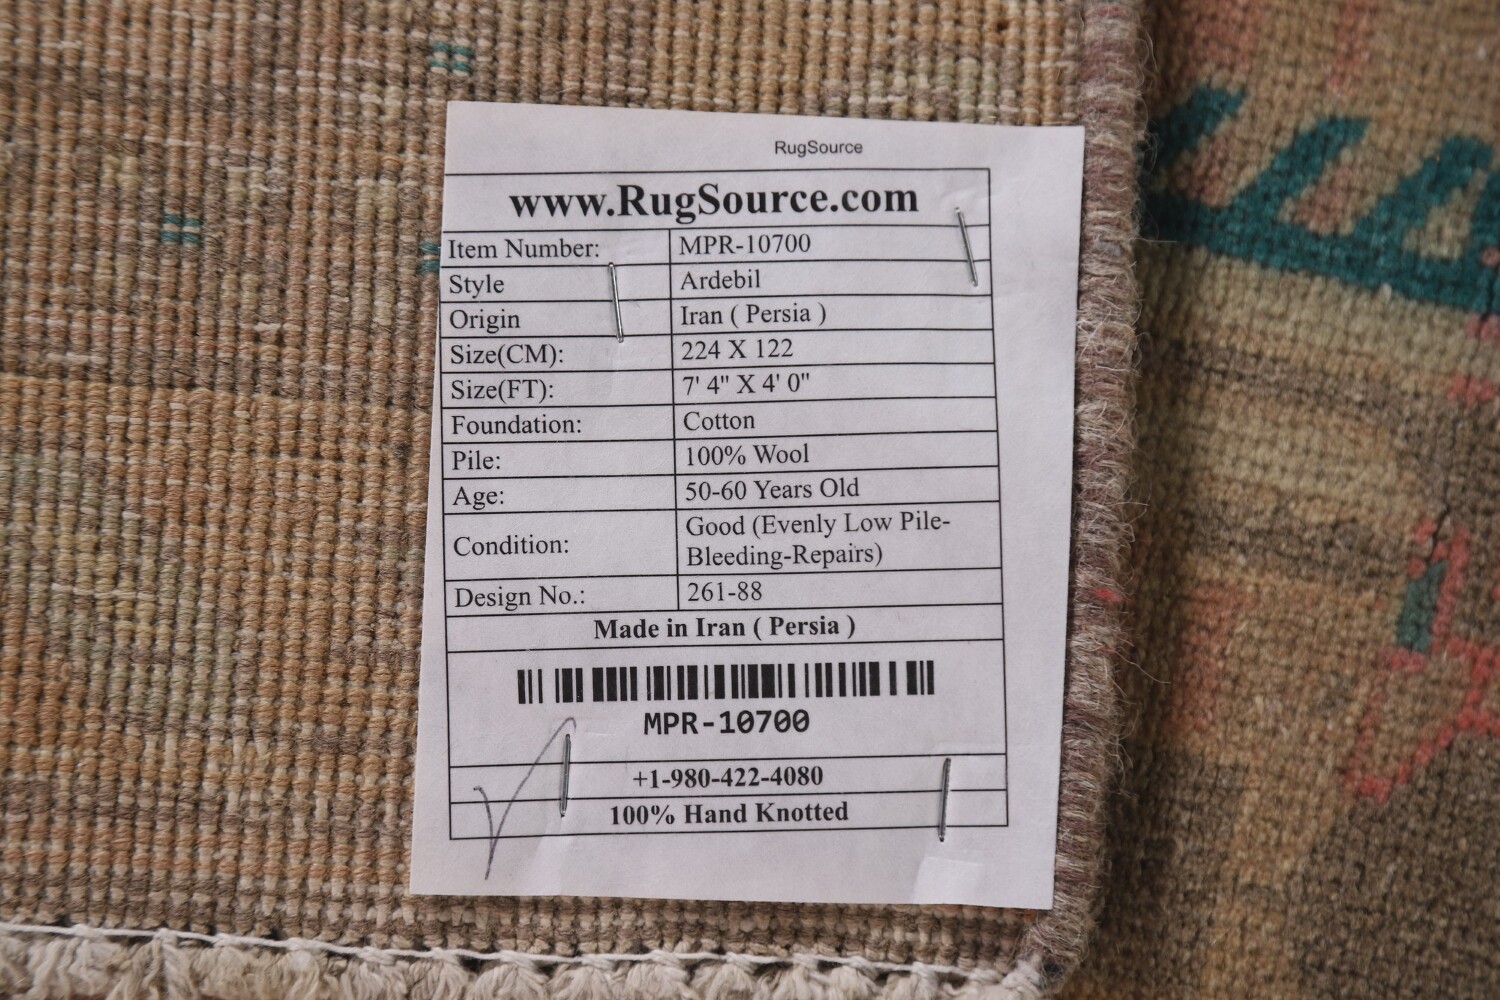 RugSource
www.RugSource.com
Item Number: MPR-10700
Style Ardebil
Origin Iran ( Persia )
Size(CM): 224 X 122
Size(FT): 7' 4" X 4' 0"
Foundation: Cotton
Pile: 100% Wool
Age: 50-60 Years Old
Condition: Good (Evenly Low Pile-
Bleeding-Repairs)
Design No.: 261-88
Made in Iran ( Persia )
MPR-10700
+1-980-422-4080
100% Hand Knotted